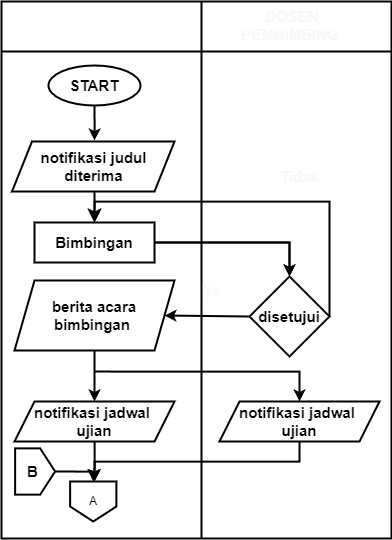 DOSEN
PEMBIMBING
START
notifikasi judul
diterima
Tidak
Bimbingan
Ya
berita acara
bimbingan
disetujui
notifikasi jadwal
ujian
notifikasi jadwal
ujian
B
A